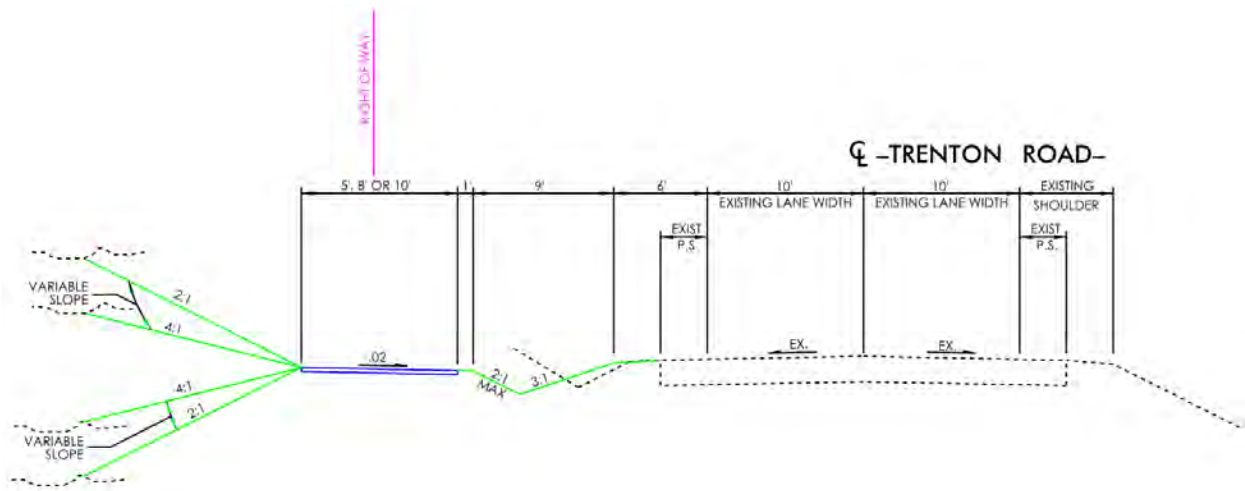 RIGHT OF WAY
℄ -TRENTON ROAD-
5', 8' OR 10'
1'
9'
6'
10'
EXISTING LANE WIDTH
10'
EXISTING LANE WIDTH
EXISTING
SHOULDER
EXIST
P.S.
EXIST
P.S.
VARIABLE
SLOPE
2:1
4:1
.02
2:1
MAX
3:1
EX.
EX.
4:1
2:1
VARIABLE
SLOPE